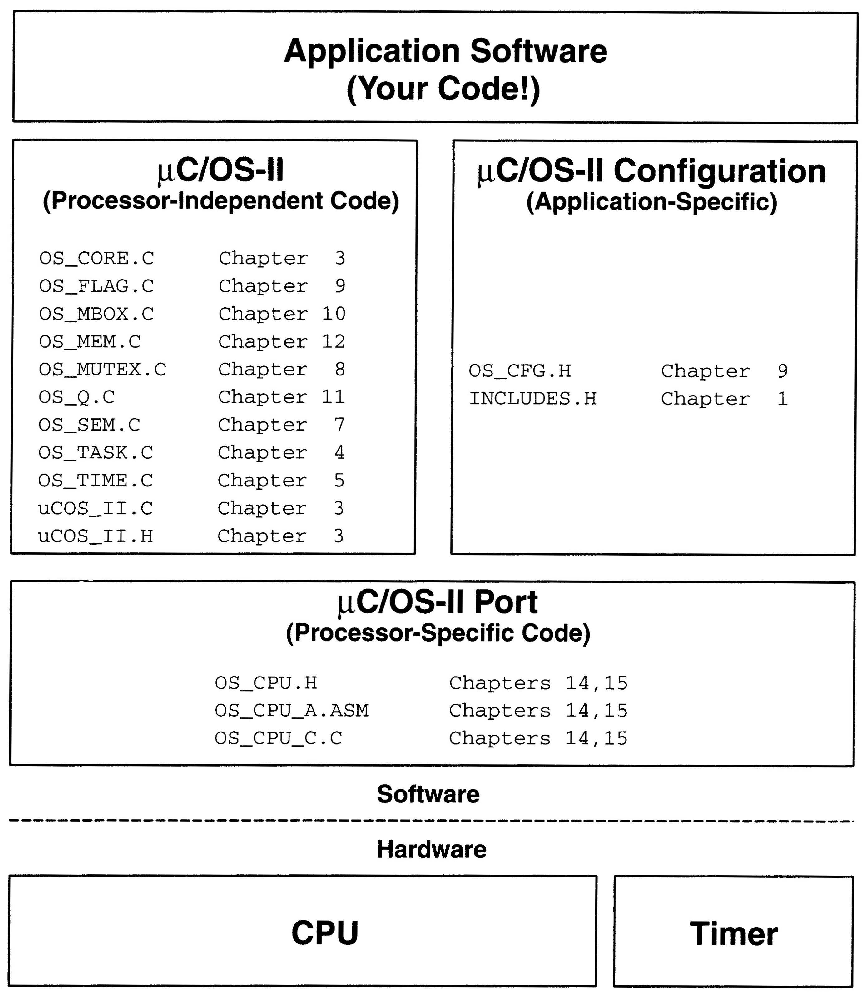 Application Software
(Your Code!)
µC/OS-II
(Processor-Independent Code)
OS_CORE.C Chapter 3
OS_FLAG.C Chapter 9
OS_MBOX.C Chapter 10
OS_MEM.C Chapter 12
OS_MUTEX.C Chapter 8
OS_Q.C Chapter 11
OS_SEM.C Chapter 7
OS_TASK.C Chapter 4
OS_TIME.C Chapter 5
uCOS_II.C Chapter 3
uCOS_II.H Chapter 3
µC/OS-II Configuration
(Application-Specific)
OS_CFG.H Chapter 9
INCLUDES.H Chapter 1
µC/OS-II Port
(Processor-Specific Code)
OS_CPU.H Chapters 14,15
OS_CPU_A.ASM Chapters 14,15
OS_CPU_C.C Chapters 14,15
Software
Hardware
CPU
Timer